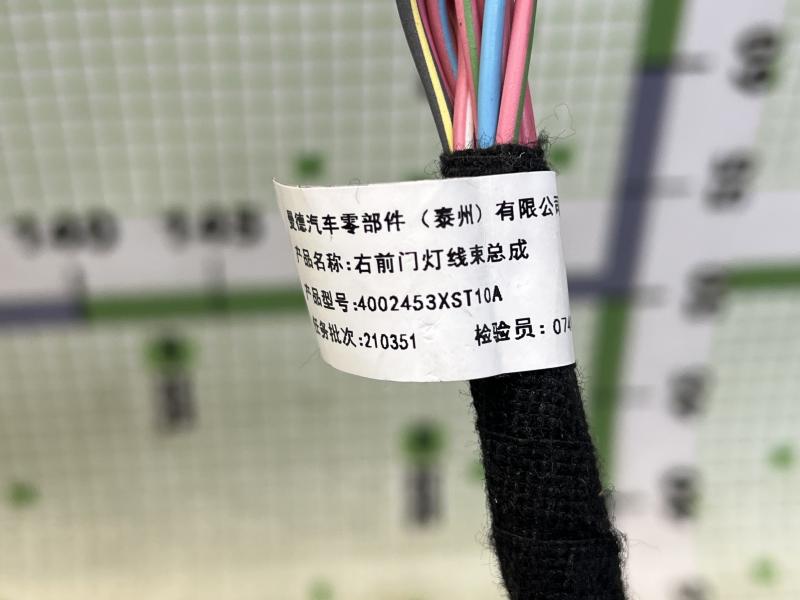 曼德汽车零部件（泰州）有限公司
产品名称:右前门灯线束总成
产品型号:4002453XST10A
任务批次:210351 检验员: 074